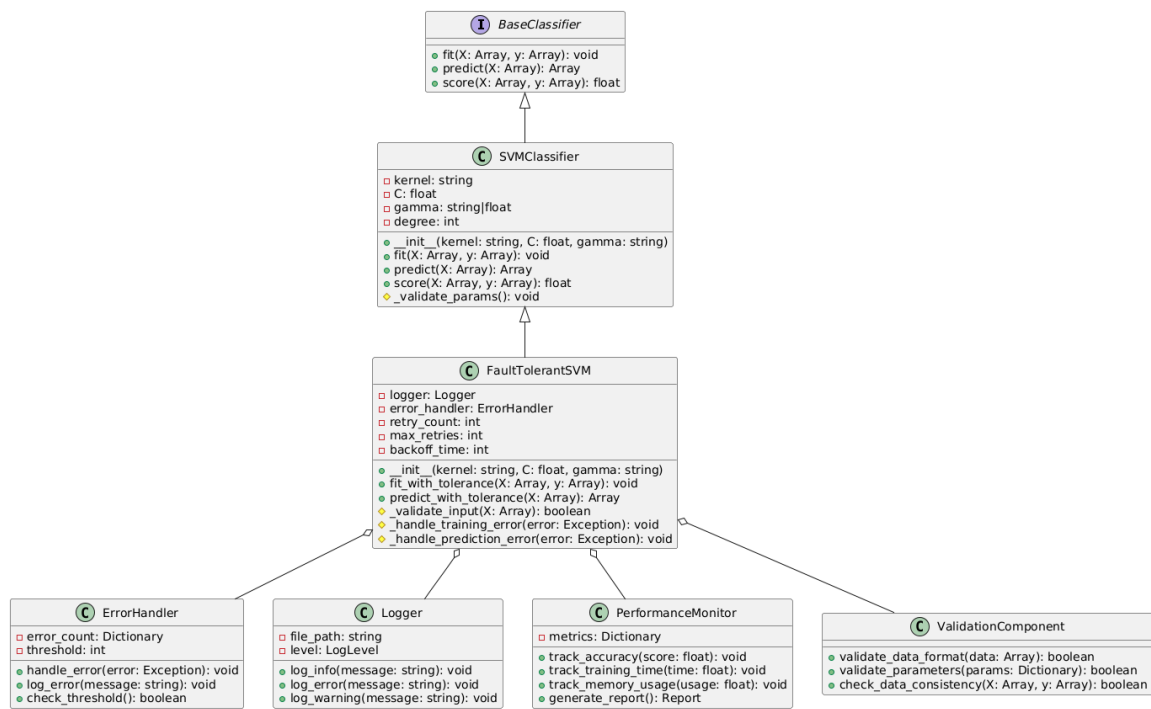 I BaseClassifier
fit(X: Array, y: Array): void
predict(X: Array): Array
score(X: Array, y: Array): float
C SVMClassifier
kernel: string
C: float
gamma: string|float
degree: int
__init__(kernel: string, C: float, gamma: string)
fit(X: Array, y: Array): void
predict(X: Array): Array
score(X: Array, y: Array): float
_validate_params(): void
C FaultTolerantSVM
logger: Logger
error_handler: ErrorHandler
retry_count: int
max_retries: int
backoff_time: int
__init__(kernel: string, C: float, gamma: string)
fit_with_tolerance(X: Array, y: Array): void
predict_with_tolerance(X: Array): Array
_validate_input(X: Array): boolean
_handle_training_error(error: Exception): void
_handle_prediction_error(error: Exception): void
C ErrorHandler
error_count: Dictionary
threshold: int
handle_error(error: Exception): void
log_error(message: string): void
check_threshold(): boolean
C Logger
file_path: string
level: LogLevel
log_info(message: string): void
log_error(message: string): void
log_warning(message: string): void
C PerformanceMonitor
metrics: Dictionary
track_accuracy(score: float): void
track_training_time(time: float): void
track_memory_usage(usage: float): void
generate_report(): Report
C ValidationComponent
validate_data_format(data: Array): boolean
validate_parameters(params: Dictionary): boolean
check_data_consistency(X: Array, y: Array): boolean